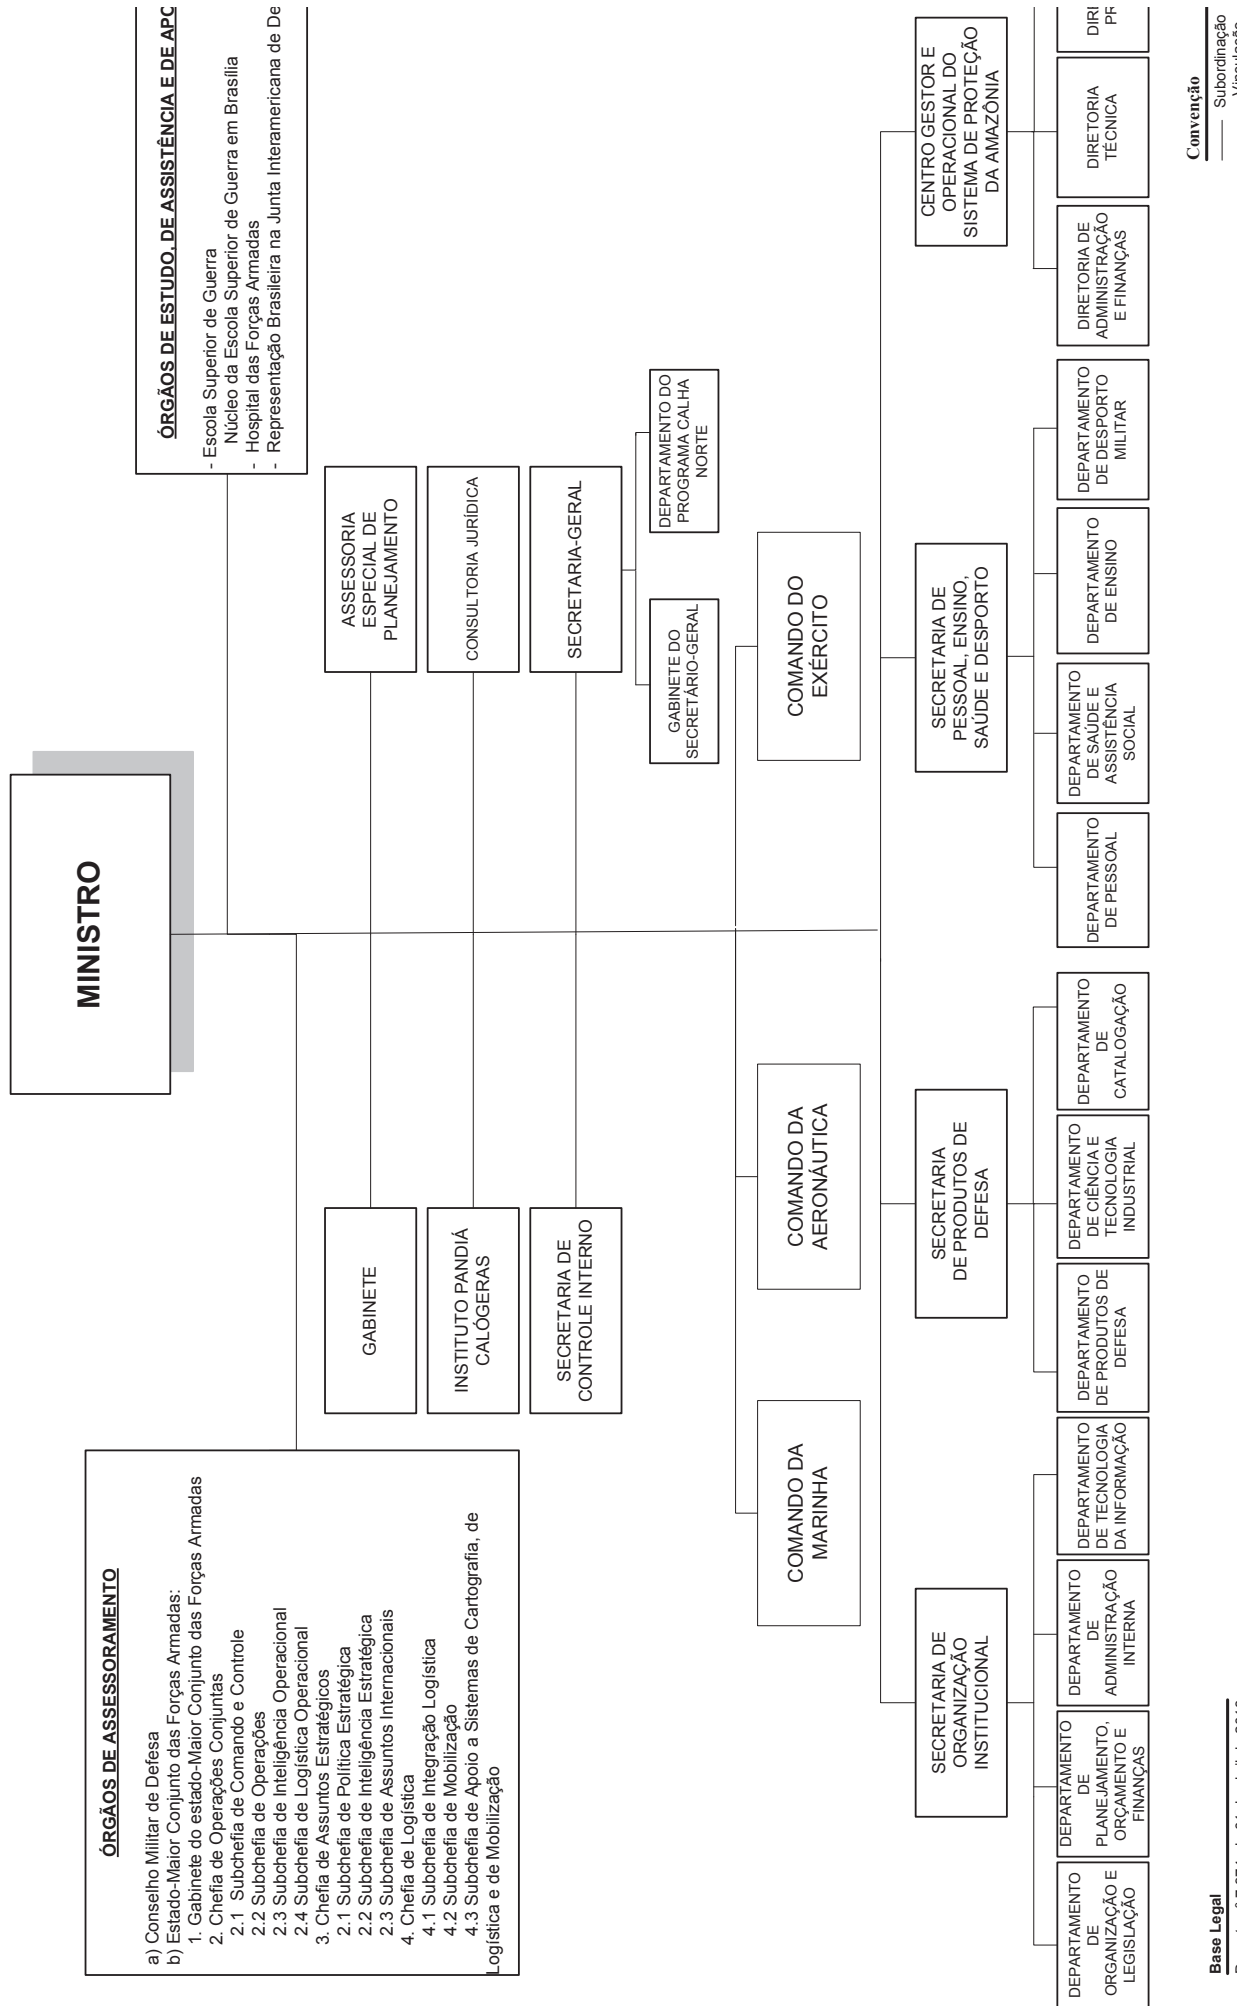 MINISTRO
ÓRGÃOS DE ASSESSORAMENTO
a) Conselho Militar de Defesa
b) Estado-Maior Conjunto das Forças Armadas:
1. Gabinete do estado-Maior Conjunto das Forças Armadas
2. Chefia de Operações Conjuntas
2.1 Subchefia de Comando e Controle
2.2 Subchefia de Operações
2.3 Subchefia de Inteligência Operacional
2.4 Subchefia de Logística Operacional
3. Chefia de Assuntos Estratégicos
2.1 Subchefia de Política Estratégica
2.2 Subchefia de Inteligência Estratégica
2.3 Subchefia de Assuntos Internacionais
4. Chefia de Logística
4.1 Subchefia de Integração Logística
4.2 Subchefia de Mobilização
4.3 Subchefia de Apoio a Sistemas de Cartografia, de
Logística e de Mobilização
ÓRGÃOS DE ESTUDO, DE ASSISTÊNCIA E DE APO
- Escola Superior de Guerra
Núcleo da Escola Superior de Guerra em Brasília
- Hospital das Forças Armadas
- Representação Brasileira na Junta Interamericana de De
GABINETE
ASSESSORIA
ESPECIAL DE
PLANEJAMENTO
INSTITUTO PANDIÁ
CALÓGERAS
CONSULTORIA JURÍDICA
SECRETARIA DE
CONTROLE INTERNO
SECRETARIA-GERAL
GABINETE DO
SECRETÁRIO-GERAL
DEPARTAMENTO DO
PROGRAMA CALHA
NORTE
COMANDO DA
MARINHA
COMANDO DA
AERONÁUTICA
COMANDO DO
EXÉRCITO
SECRETARIA DE
ORGANIZAÇÃO
INSTITUCIONAL
SECRETARIA
DE PRODUTOS DE
DEFESA
SECRETARIA DE
PESSOAL, ENSINO,
SAÚDE E DESPORTO
CENTRO GESTOR E
OPERACIONAL DO
SISTEMA DE PROTEÇÃO
DA AMAZÔNIA
DEPARTAMENTO
DE
ORGANIZAÇÃO E
LEGISLAÇÃO
DEPARTAMENTO
DE
PLANEJAMENTO,
ORÇAMENTO E
FINANÇAS
DEPARTAMENTO
DE
ADMINISTRAÇÃO
INTERNA
DEPARTAMENTO
DE TECNOLOGIA
DA INFORMAÇÃO
DEPARTAMENTO
DE PRODUTOS DE
DEFESA
DEPARTAMENTO
DE CIÊNCIA E
TECNOLOGIA
INDUSTRIAL
DEPARTAMENTO
DE
CATALOGAÇÃO
DEPARTAMENTO
DE PESSOAL
DEPARTAMENTO
DE SAÚDE E
ASSISTÊNCIA
SOCIAL
DEPARTAMENTO
DE ENSINO
DEPARTAMENTO
DE DESPORTO
MILITAR
DIRETORIA DE
ADMINISTRAÇÃO
E FINANÇAS
DIRETORIA
TÉCNICA
DIRE
PR
Base Legal
Convenção
Subordinação
Vinculação